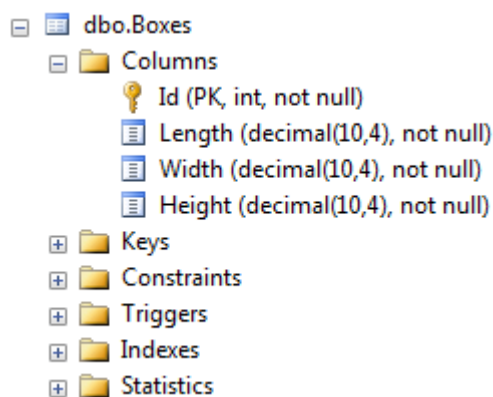 dbo.Boxes
Columns
Id (PK, int, not null)
Length (decimal(10,4), not null)
Width (decimal(10,4), not null)
Height (decimal(10,4), not null)
Keys
Constraints
Triggers
Indexes
Statistics